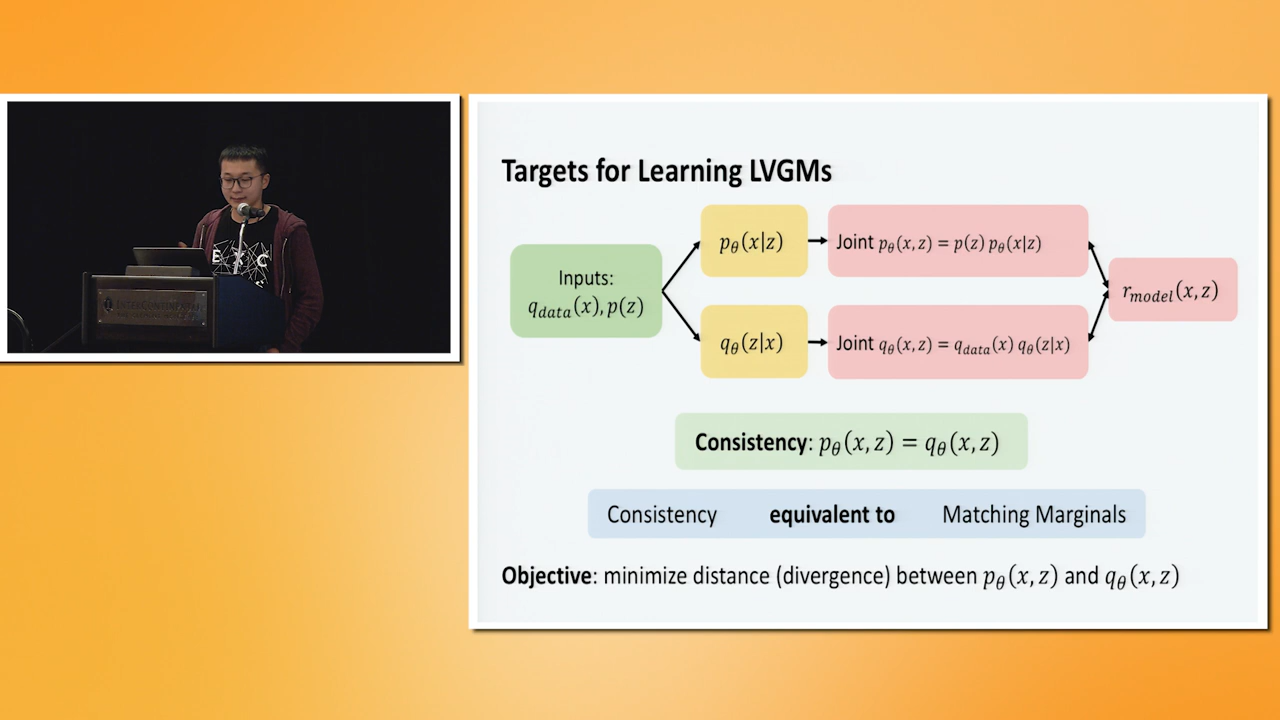 Targets for Learning LVGMs
Inputs:
q_data(x), p(z)
p_θ(x|z)
Joint p_θ(x, z) = p(z) p_θ(x|z)
q_θ(z|x)
Joint q_θ(x, z) = q_data(x) q_θ(z|x)
r_model(x, z)
Consistency: p_θ(x, z) = q_θ(x, z)
Consistency equivalent to Matching Marginals
Objective: minimize distance (divergence) between p_θ(x, z) and q_θ(x, z)